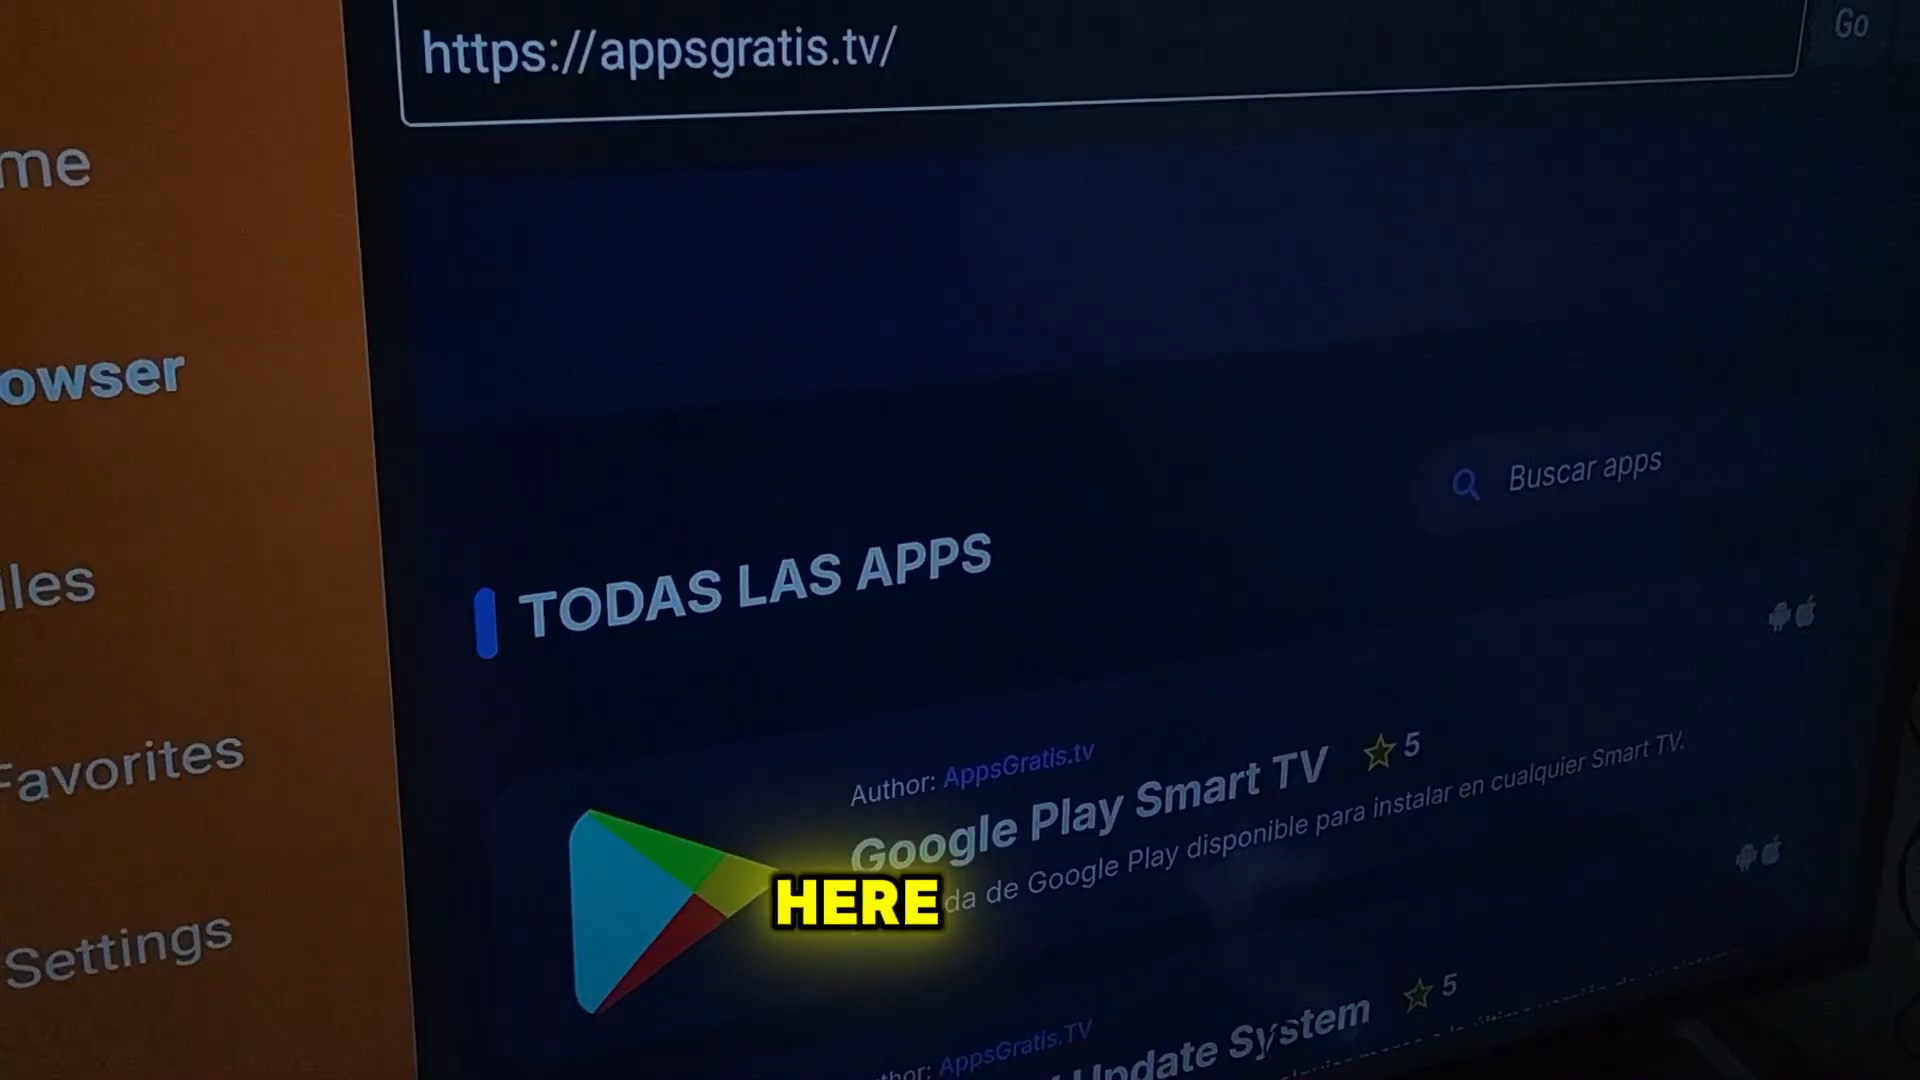 https://appsgratis.tv/
Go
me
owser
iles
Favorites
Settings
Buscar apps
TODAS LAS APPS
Author: AppsGratis.tv
Google Play Smart TV 5
da de Google Play disponible para instalar en cualquier Smart TV.
HERE
hor: AppsGratis.TV
Update System 5